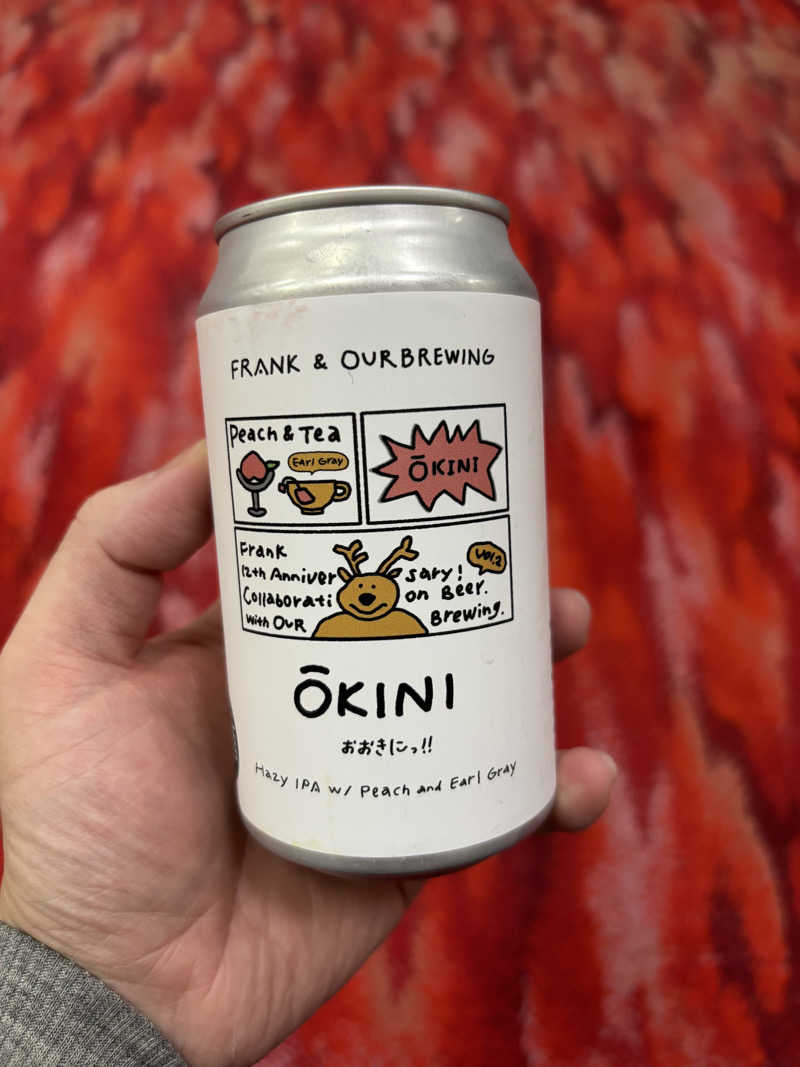 FRANK & OURBREWING
Peach & Tea
Earl Gray
ŌKINI
Frank
12th Anniversary!
Collaboration Beer.
With OUR Brewing.
Vol.2
ŌKINI
おおきにっ!!
Hazy IPA w/ Peach and Earl Gray